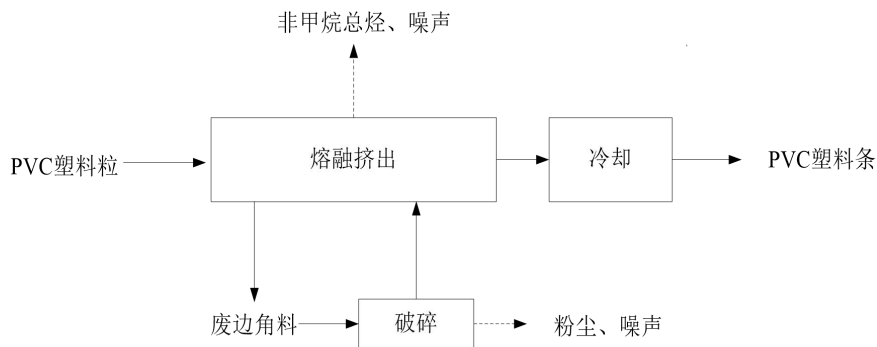 非甲烷总烃、噪声
PVC塑料粒
熔融挤出
冷却
PVC塑料条
废边角料
破碎
粉尘、噪声